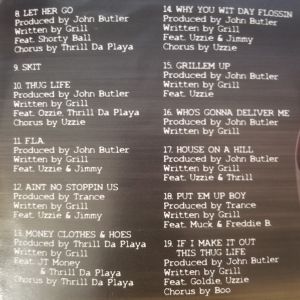 8. LET HER GO
Produced by John Butler
Written by Grill
Feat. Shorty Ball
Chorus by Thrill Da Playa
9. SKIT
10. THUG LIFE
Produced by John Butler
Written by Grill
Feat. Ozzie, Thrill Da Playa
Chorus by Uzzie
11. FLA.
Produced by John Butler
Written by Grill
Feat. Uzzie & Jimmy
12. AINT NO STOPPIN US
Produced by Trance
Written by Grill
Feat. Uzzie & Jimmy
13. MONEY CLOTHES & HOES
Produced by Thrill Da Playa
Written by Grill
Feat. JT Money
& Thrill Da Playa
Chorus by Thrill Da Playa
14. WHY YOU WIT DAY FLOSSIN
Produced by John Butler
Written by Grill
Feat. Uzzie & Jimmy
Chorus by Uzzie
15. GRILLEM UP
Produced by John Butler
Written by Grill
Feat. Uzzie
16. WHO'S GONNA DELIVER ME
Produced by John Butler
Written by Grill
17. HOUSE ON A HILL
Produced by John Butler
Written by Grill
Feat. Uzzie & Thrill
18. PUT EM UP BOY
Produced by Trance
Written by Grill
Feat. Muck & Freddie B.
19. IF I MAKE IT OUT
THIS THUG LIFE
Produced by John Butler
Written by Grill
Feat. Goldie, Uzzie
Chorus by Boo